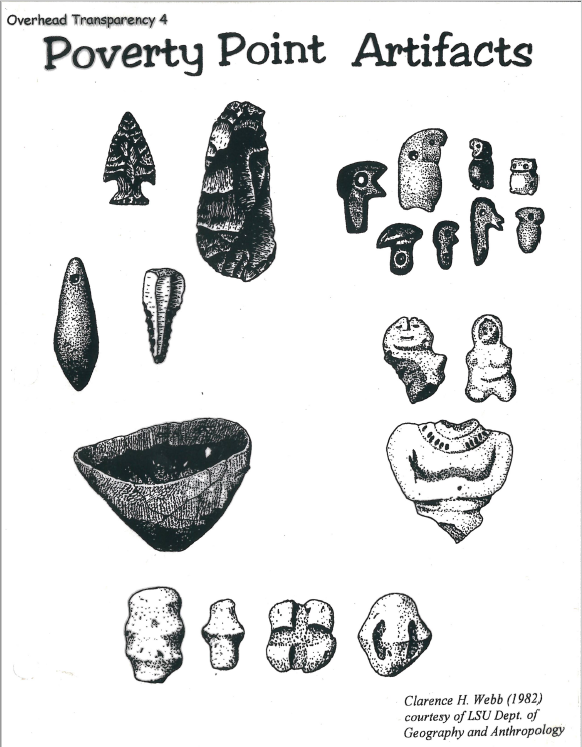 Overhead Transparency 4
Poverty Point Artifacts
Clarence H. Webb (1982)
courtesy of LSU Dept. of
Geography and Anthropology